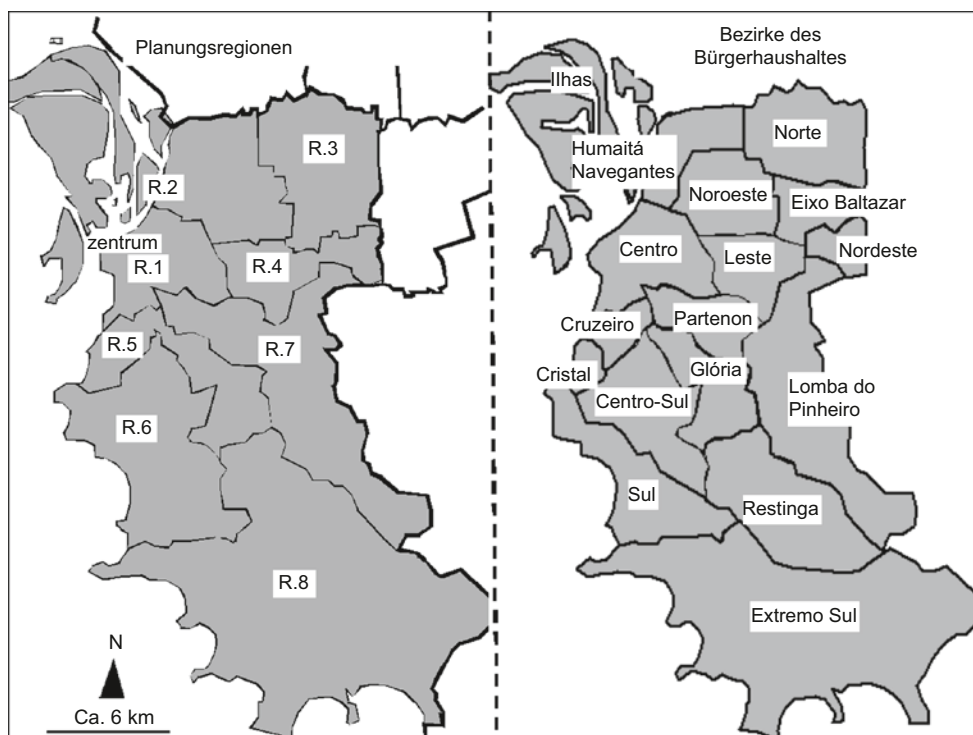 Planungsregionen
R.3
R.2
zentrum
R.1
R.4
R.5
R.7
R.6
R.8
N
Ca. 6 km
Bezirke des
Bürgerhaushaltes
Ilhas
Norte
Humaitá
Navegantes
Noroeste
Eixo Baltazar
Centro
Leste
Nordeste
Cruzeiro
Partenon
Cristal
Glória
Centro-Sul
Lomba do
Pinheiro
Sul
Restinga
Extremo Sul